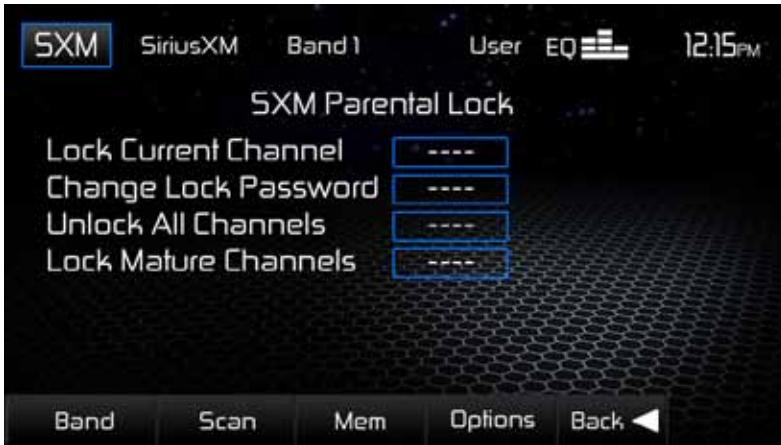 SXM SiriusXM Band 1 User EQ 12:15PM
SXM Parental Lock
Lock Current Channel ----
Change Lock Password ----
Unlock All Channels ----
Lock Mature Channels ----
Band Scan Mem Options Back